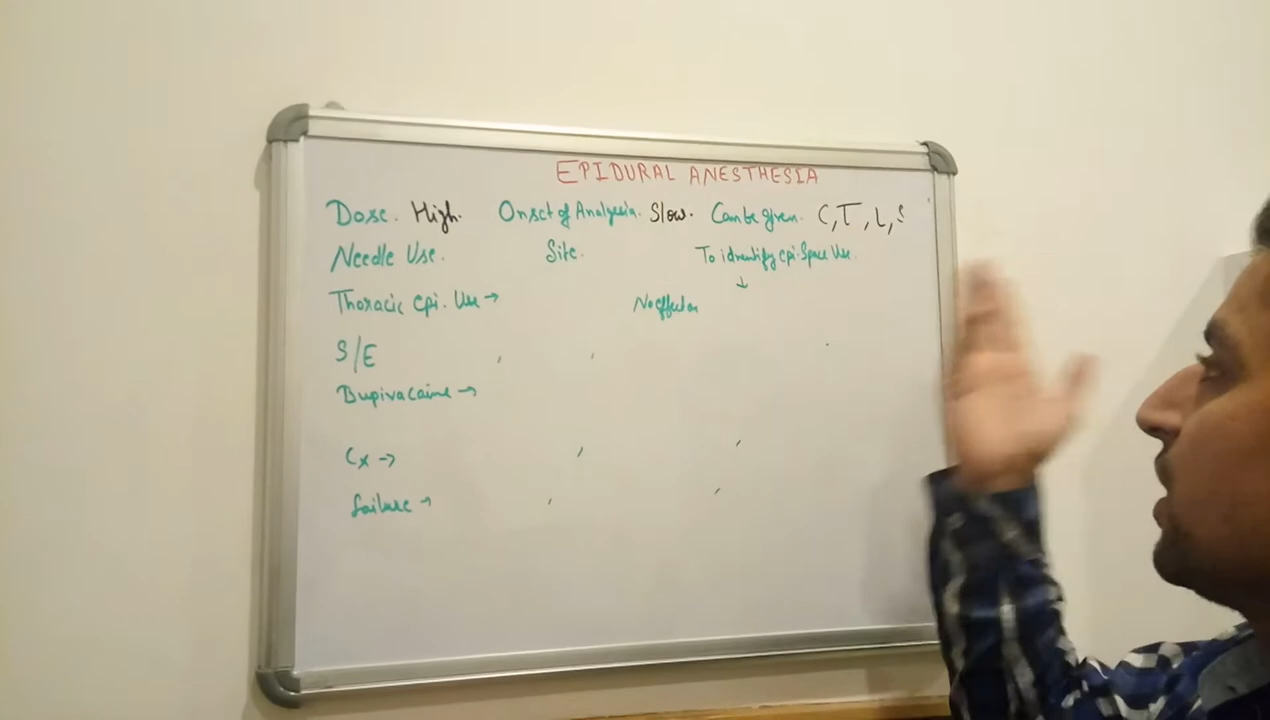 EPIDURAL ANESTHESIA
Dose. High. Onset of Analgesia. Slow. Can be given. C, T, L, S
Needle Use. Site. To idrentify epi. Space Use.
↓
Thoracic epi. Use → No effect on
S/E
Bupivacaine →
Cx →
failure →